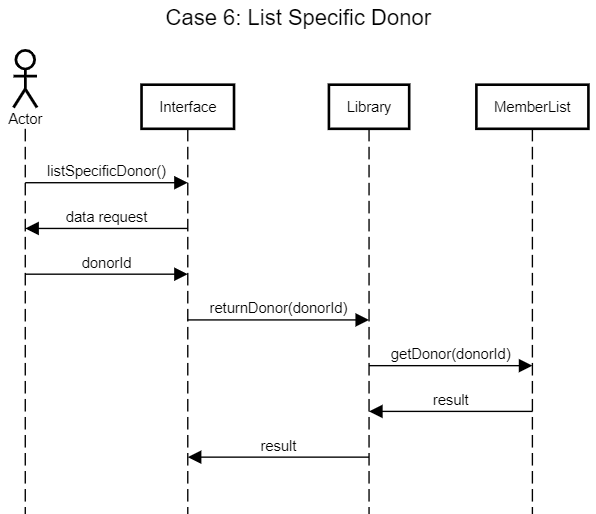 Case 6: List Specific Donor
Actor
Interface
Library
MemberList
listSpecificDonor()
data request
donorId
returnDonor(donorId)
getDonor(donorId)
result
result